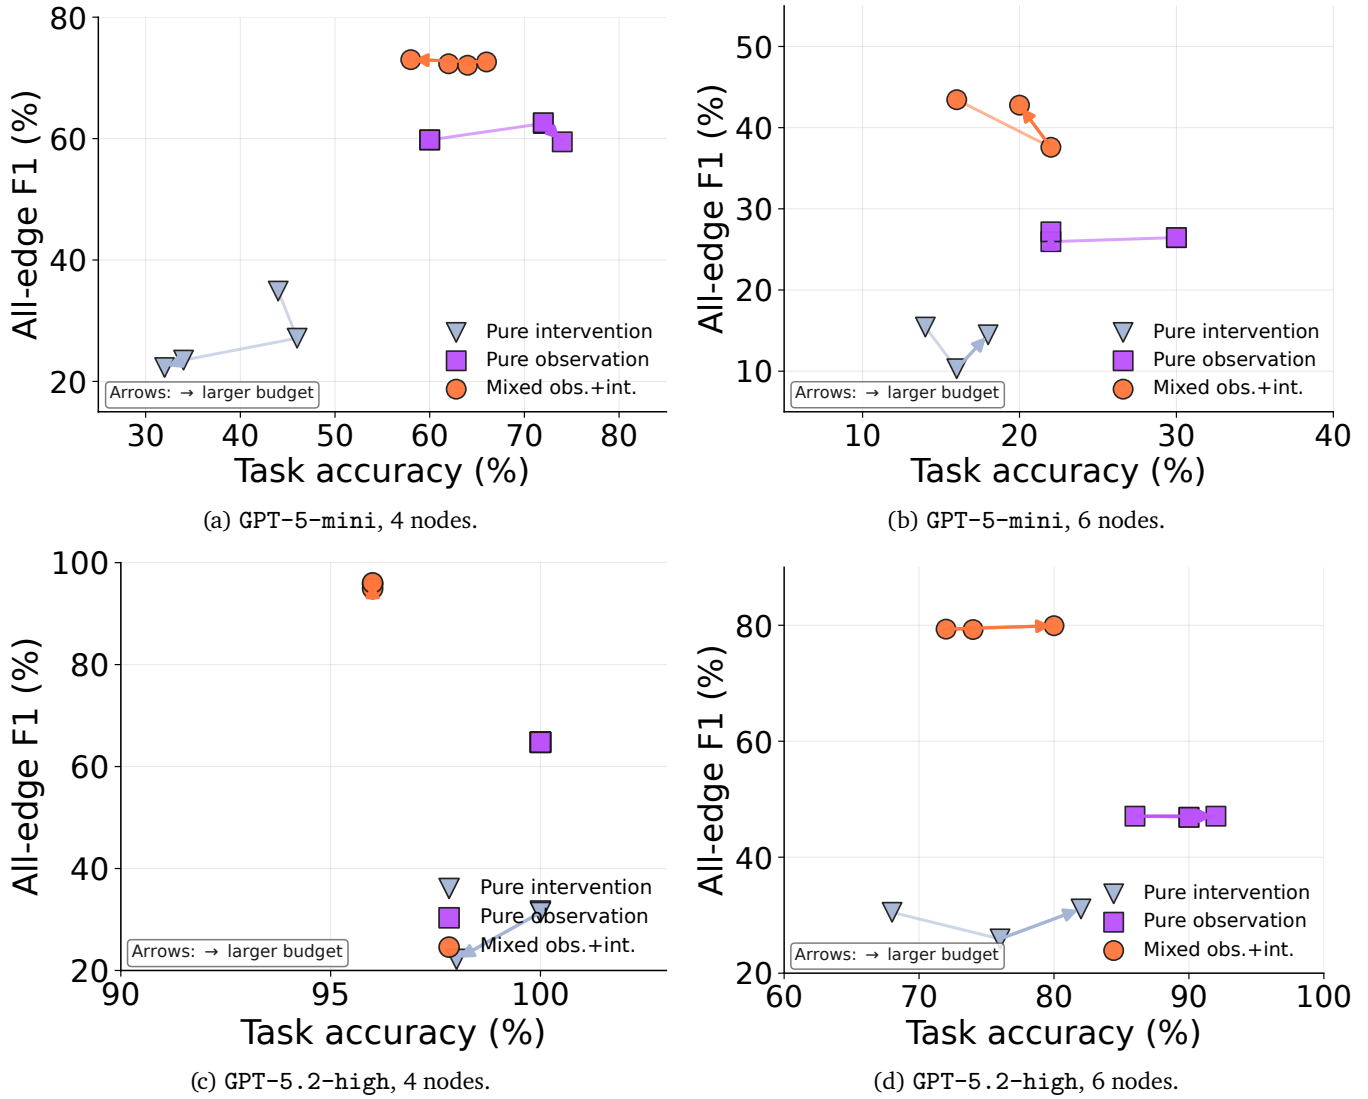 80
60
40
20
All-edge F1 (%)
Pure intervention
Pure observation
Mixed obs.+int.
Arrows: → larger budget
30 40 50 60 70 80
Task accuracy (%)
(a) GPT-5-mini, 4 nodes.
50
40
30
20
10
All-edge F1 (%)
Pure intervention
Pure observation
Mixed obs.+int.
Arrows: → larger budget
10 20 30 40
Task accuracy (%)
(b) GPT-5-mini, 6 nodes.
100
80
60
40
20
All-edge F1 (%)
Pure intervention
Pure observation
Mixed obs.+int.
Arrows: → larger budget
90 95 100
Task accuracy (%)
(c) GPT-5.2-high, 4 nodes.
80
60
40
20
All-edge F1 (%)
Pure intervention
Pure observation
Mixed obs.+int.
Arrows: → larger budget
60 70 80 90 100
Task accuracy (%)
(d) GPT-5.2-high, 6 nodes.